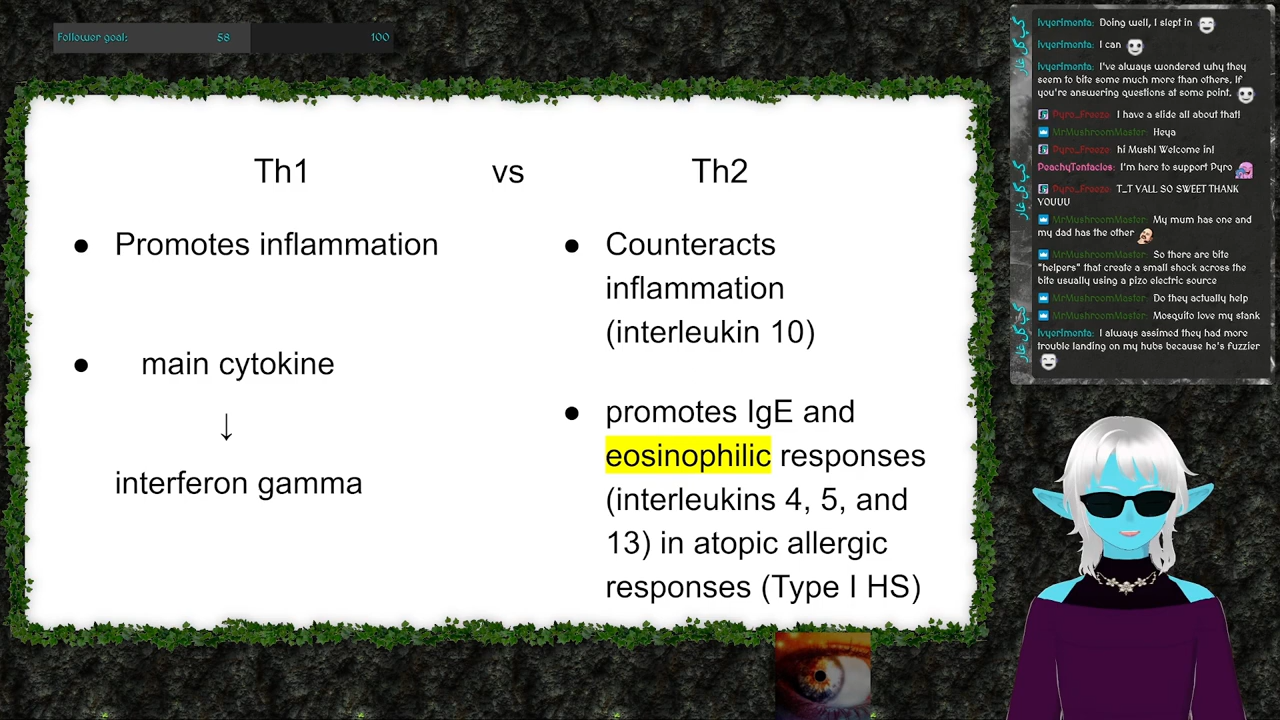 Follower goal: 58 100
Th1 vs Th2
● Promotes inflammation
● main cytokine
↓
interferon gamma
● Counteracts
inflammation
(interleukin 10)
● promotes IgE and
eosinophilic responses
(interleukins 4, 5, and
13) in atopic allergic
responses (Type I HS)
Ivyerimenta: Doing well, I slept in
Ivyerimenta: I can
Ivyerimenta: I've always wondered why they
seem to bite some much more than others. If
you're answering questions at some point.
Pyro_Freeze: I have a slide all about that!
MrMushroomMaster: Heya
Pyro_Freeze: hi Mush! Welcome in!
PeachyTentacles: I'm here to support Pyro
Pyro_Freeze: T_T YALL SO SWEET THANK
YOUUU
MrMushroomMaster: My mum has one and
my dad has the other
MrMushroomMaster: So there are bite
"helpers" that create a small shock across the
bite usually using a pizo electric source
MrMushroomMaster: Do they actually help
MrMushroomMaster: Mosquito love my stank
Ivyerimenta: I always assimed they had more
trouble landing on my hubs because he's fuzzier